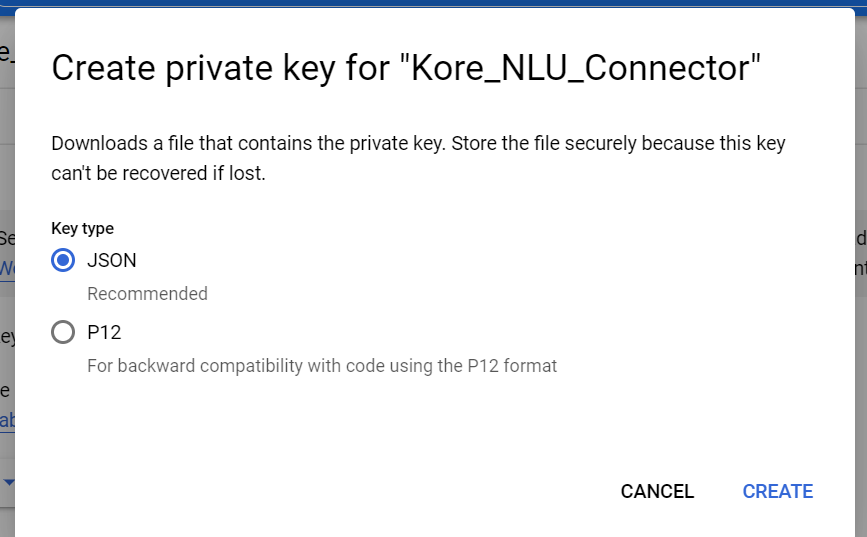 Create private key for "Kore_NLU_Connector"
Downloads a file that contains the private key. Store the file securely because this key
can't be recovered if lost.
Key type
JSON
Recommended
P12
For backward compatibility with code using the P12 format
CANCEL CREATE